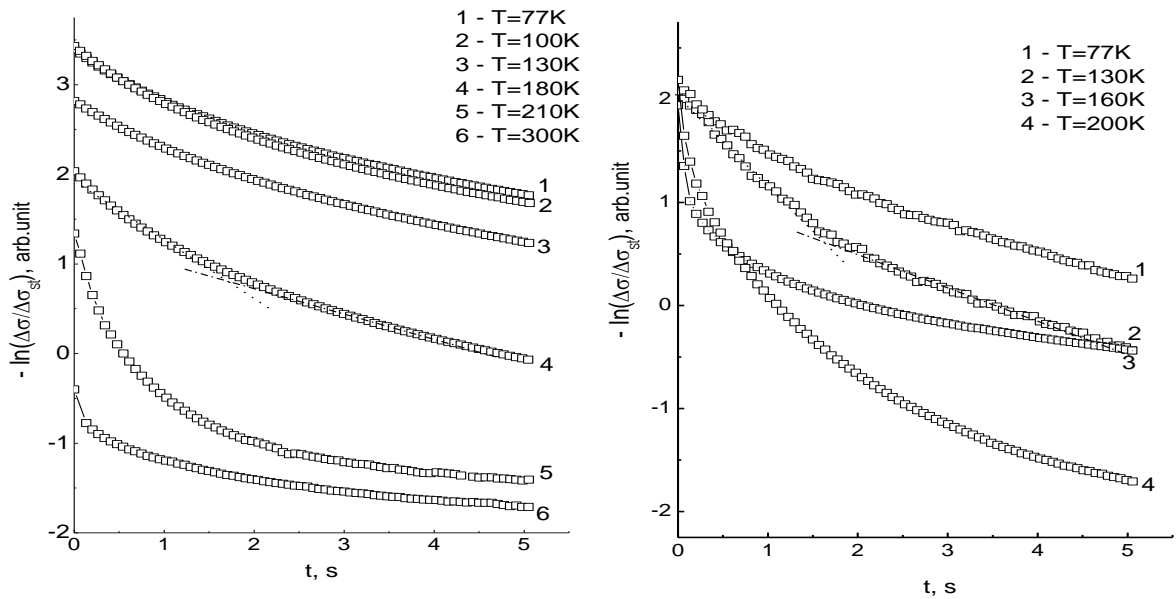 1 - T=77K
2 - T=100K
3 - T=130K
4 - T=180K
5 - T=210K
6 - T=300K
3
2
1
0
-1
-2
- ln(Δσ/Δσst), arb.unit
1
2
3
4
5
6
0 1 2 3 4 5
t, s
1 - T=77K
2 - T=130K
3 - T=160K
4 - T=200K
2
1
0
-1
-2
- ln(Δσ/Δσst), arb.unit
1
2
3
4
0 1 2 3 4 5
t, s